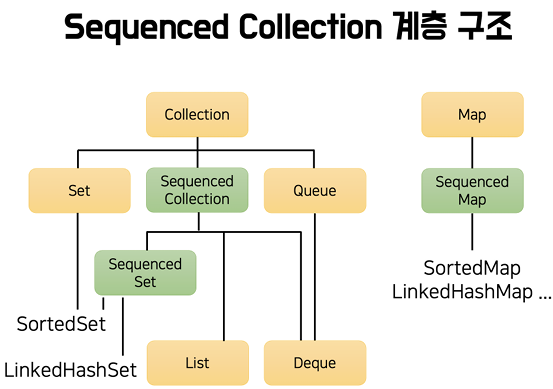 Sequenced Collection 계층 구조
Collection
Map
Set
Sequenced
Collection
Queue
Sequenced
Map
Sequenced
Set
SortedMap
LinkedHashMap ...
SortedSet
LinkedHashSet
List
Deque